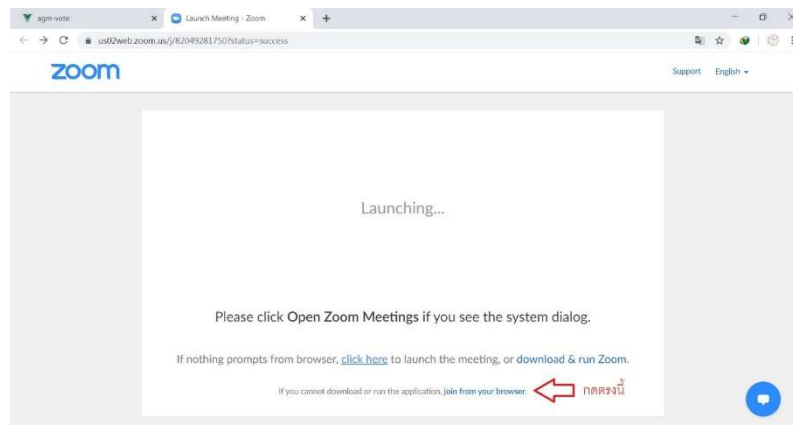 agm-vote
Launch Meeting - Zoom
us02web.zoom.us/j/82049281750?status=success
zoom
Support English
Launching...
Please click Open Zoom Meetings if you see the system dialog.
If nothing prompts from browser, click here to launch the meeting, or download & run Zoom.
If you cannot download or run the application, join from your browser.
กดตรงนี้